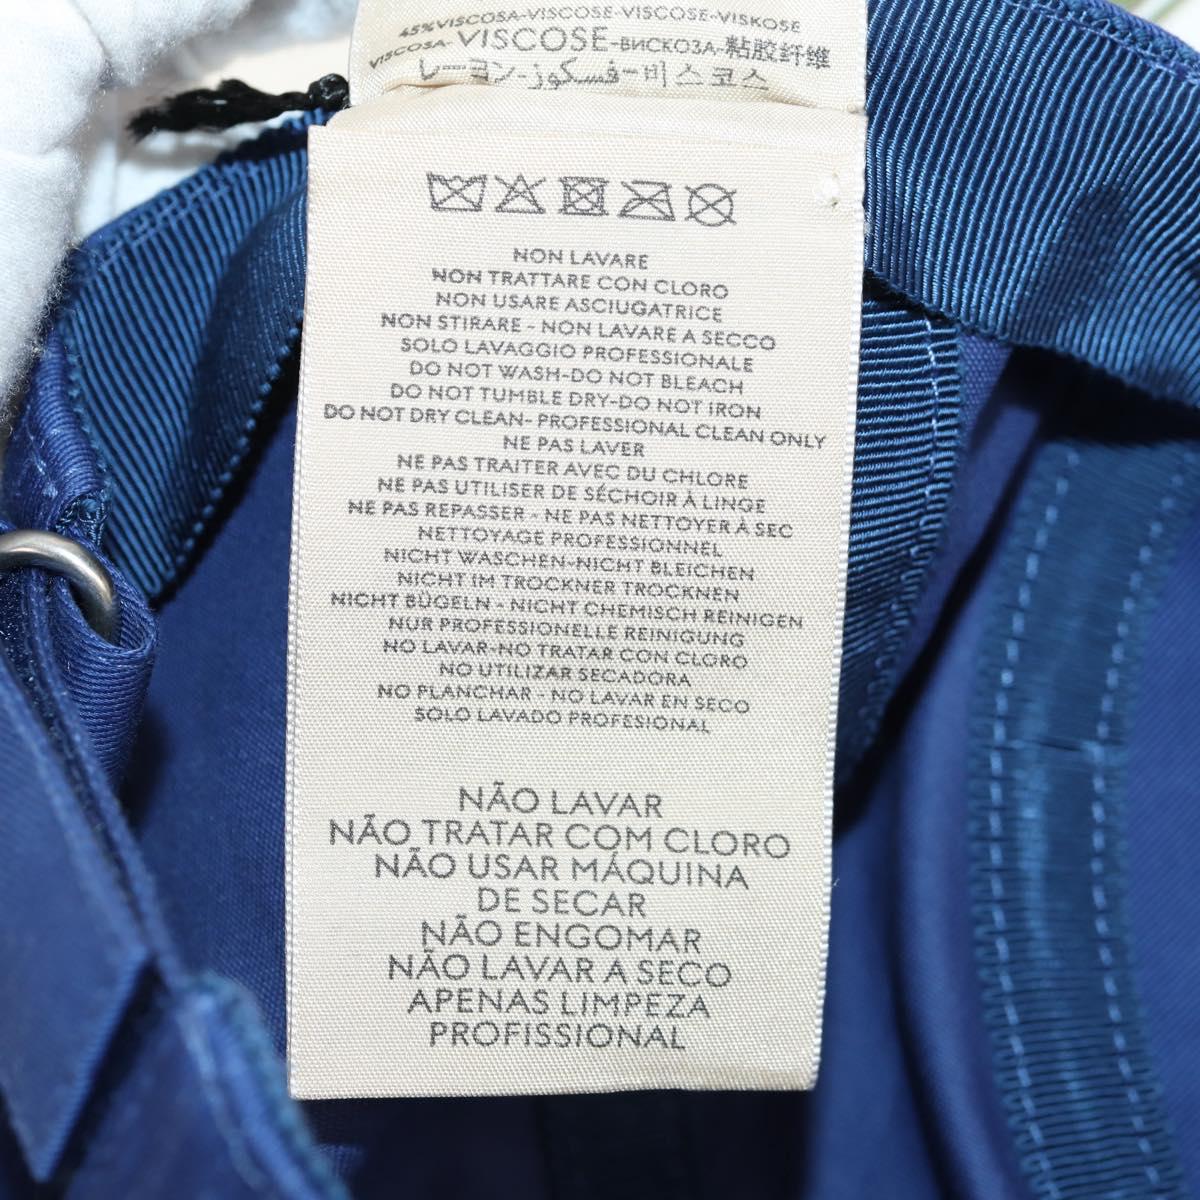 45%VISCOSA-VISCOSE-VISCOSE-VISKOSE
VISCOSA-VISCOSE-ВИСКОЗА-粘胶纤维
レーヨン-فسكوز-비스코스
NON LAVARE
NON TRATTARE CON CLORO
NON USARE ASCIUGATRICE
NON STIRARE - NON LAVARE A SECCO
SOLO LAVAGGIO PROFESSIONALE
DO NOT WASH-DO NOT BLEACH
DO NOT TUMBLE DRY-DO NOT IRON
DO NOT DRY CLEAN- PROFESSIONAL CLEAN ONLY
NE PAS LAVER
NE PAS TRAITER AVEC DU CHLORE
NE PAS UTILISER DE SÉCHOIR À LINGE
NE PAS REPASSER - NE PAS NETTOYER À SEC
NETTOYAGE PROFESSIONNEL
NICHT WASCHEN-NICHT BLEICHEN
NICHT IM TROCKNER TROCKNEN
NICHT BÜGELN - NICHT CHEMISCH REINIGEN
NUR PROFESSIONELLE REINIGUNG
NO LAVAR-NO TRATAR CON CLORO
NO UTILIZAR SECADORA
NO PLANCHAR - NO LAVAR EN SECO
SOLO LAVADO PROFESIONAL
NÃO LAVAR
NÃO TRATAR COM CLORO
NÃO USAR MÁQUINA
DE SECAR
NÃO ENGOMAR
NÃO LAVAR A SECO
APENAS LIMPEZA
PROFISSIONAL